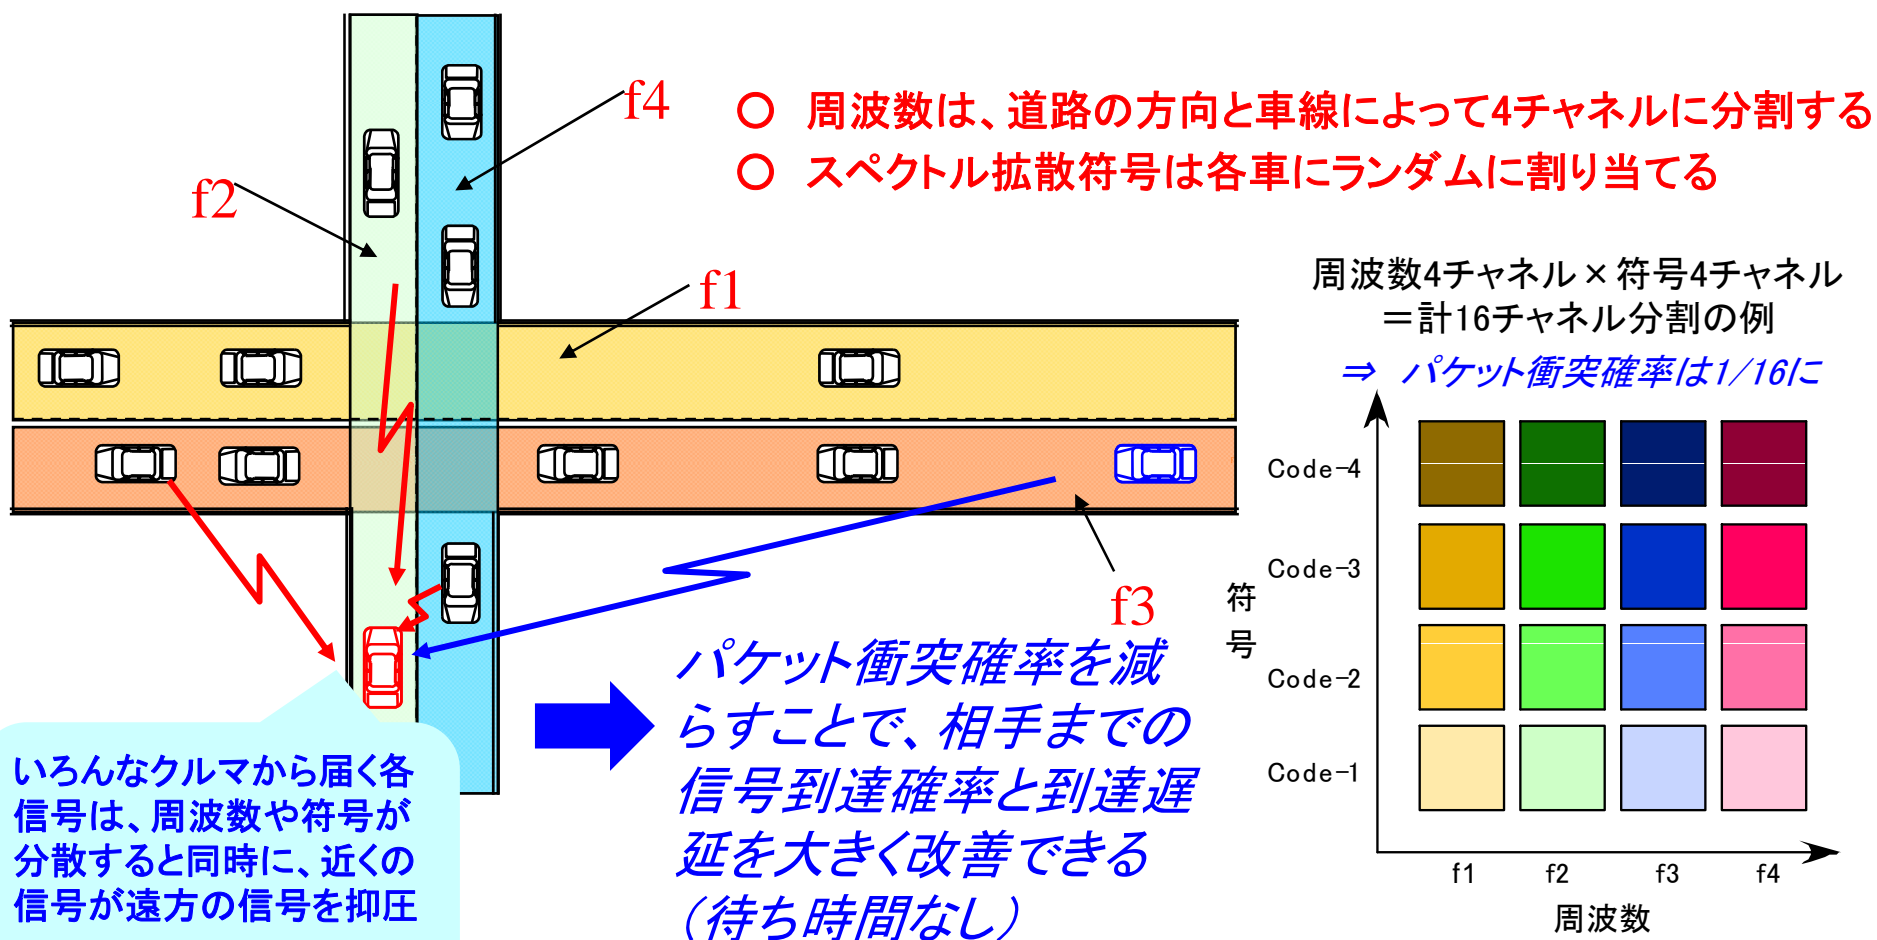 f4
○ 周波数は、道路の方向と車線によって4チャネルに分割する
○ スペクトル拡散符号は各車にランダムに割り当てる
f2
f1
f3
周波数4チャネル×符号4チャネル
＝計16チャネル分割の例
⇒ パケット衝突確率は1/16に
Code-4
Code-3
符
号
Code-2
Code-1
f1 f2 f3 f4
周波数
パケット衝突確率を減
らすことで、相手までの
信号到達確率と到達遅
延を大きく改善できる
（待ち時間なし）
いろんなクルマから届く各
信号は、周波数や符号が
分散すると同時に、近くの
信号が遠方の信号を抑圧